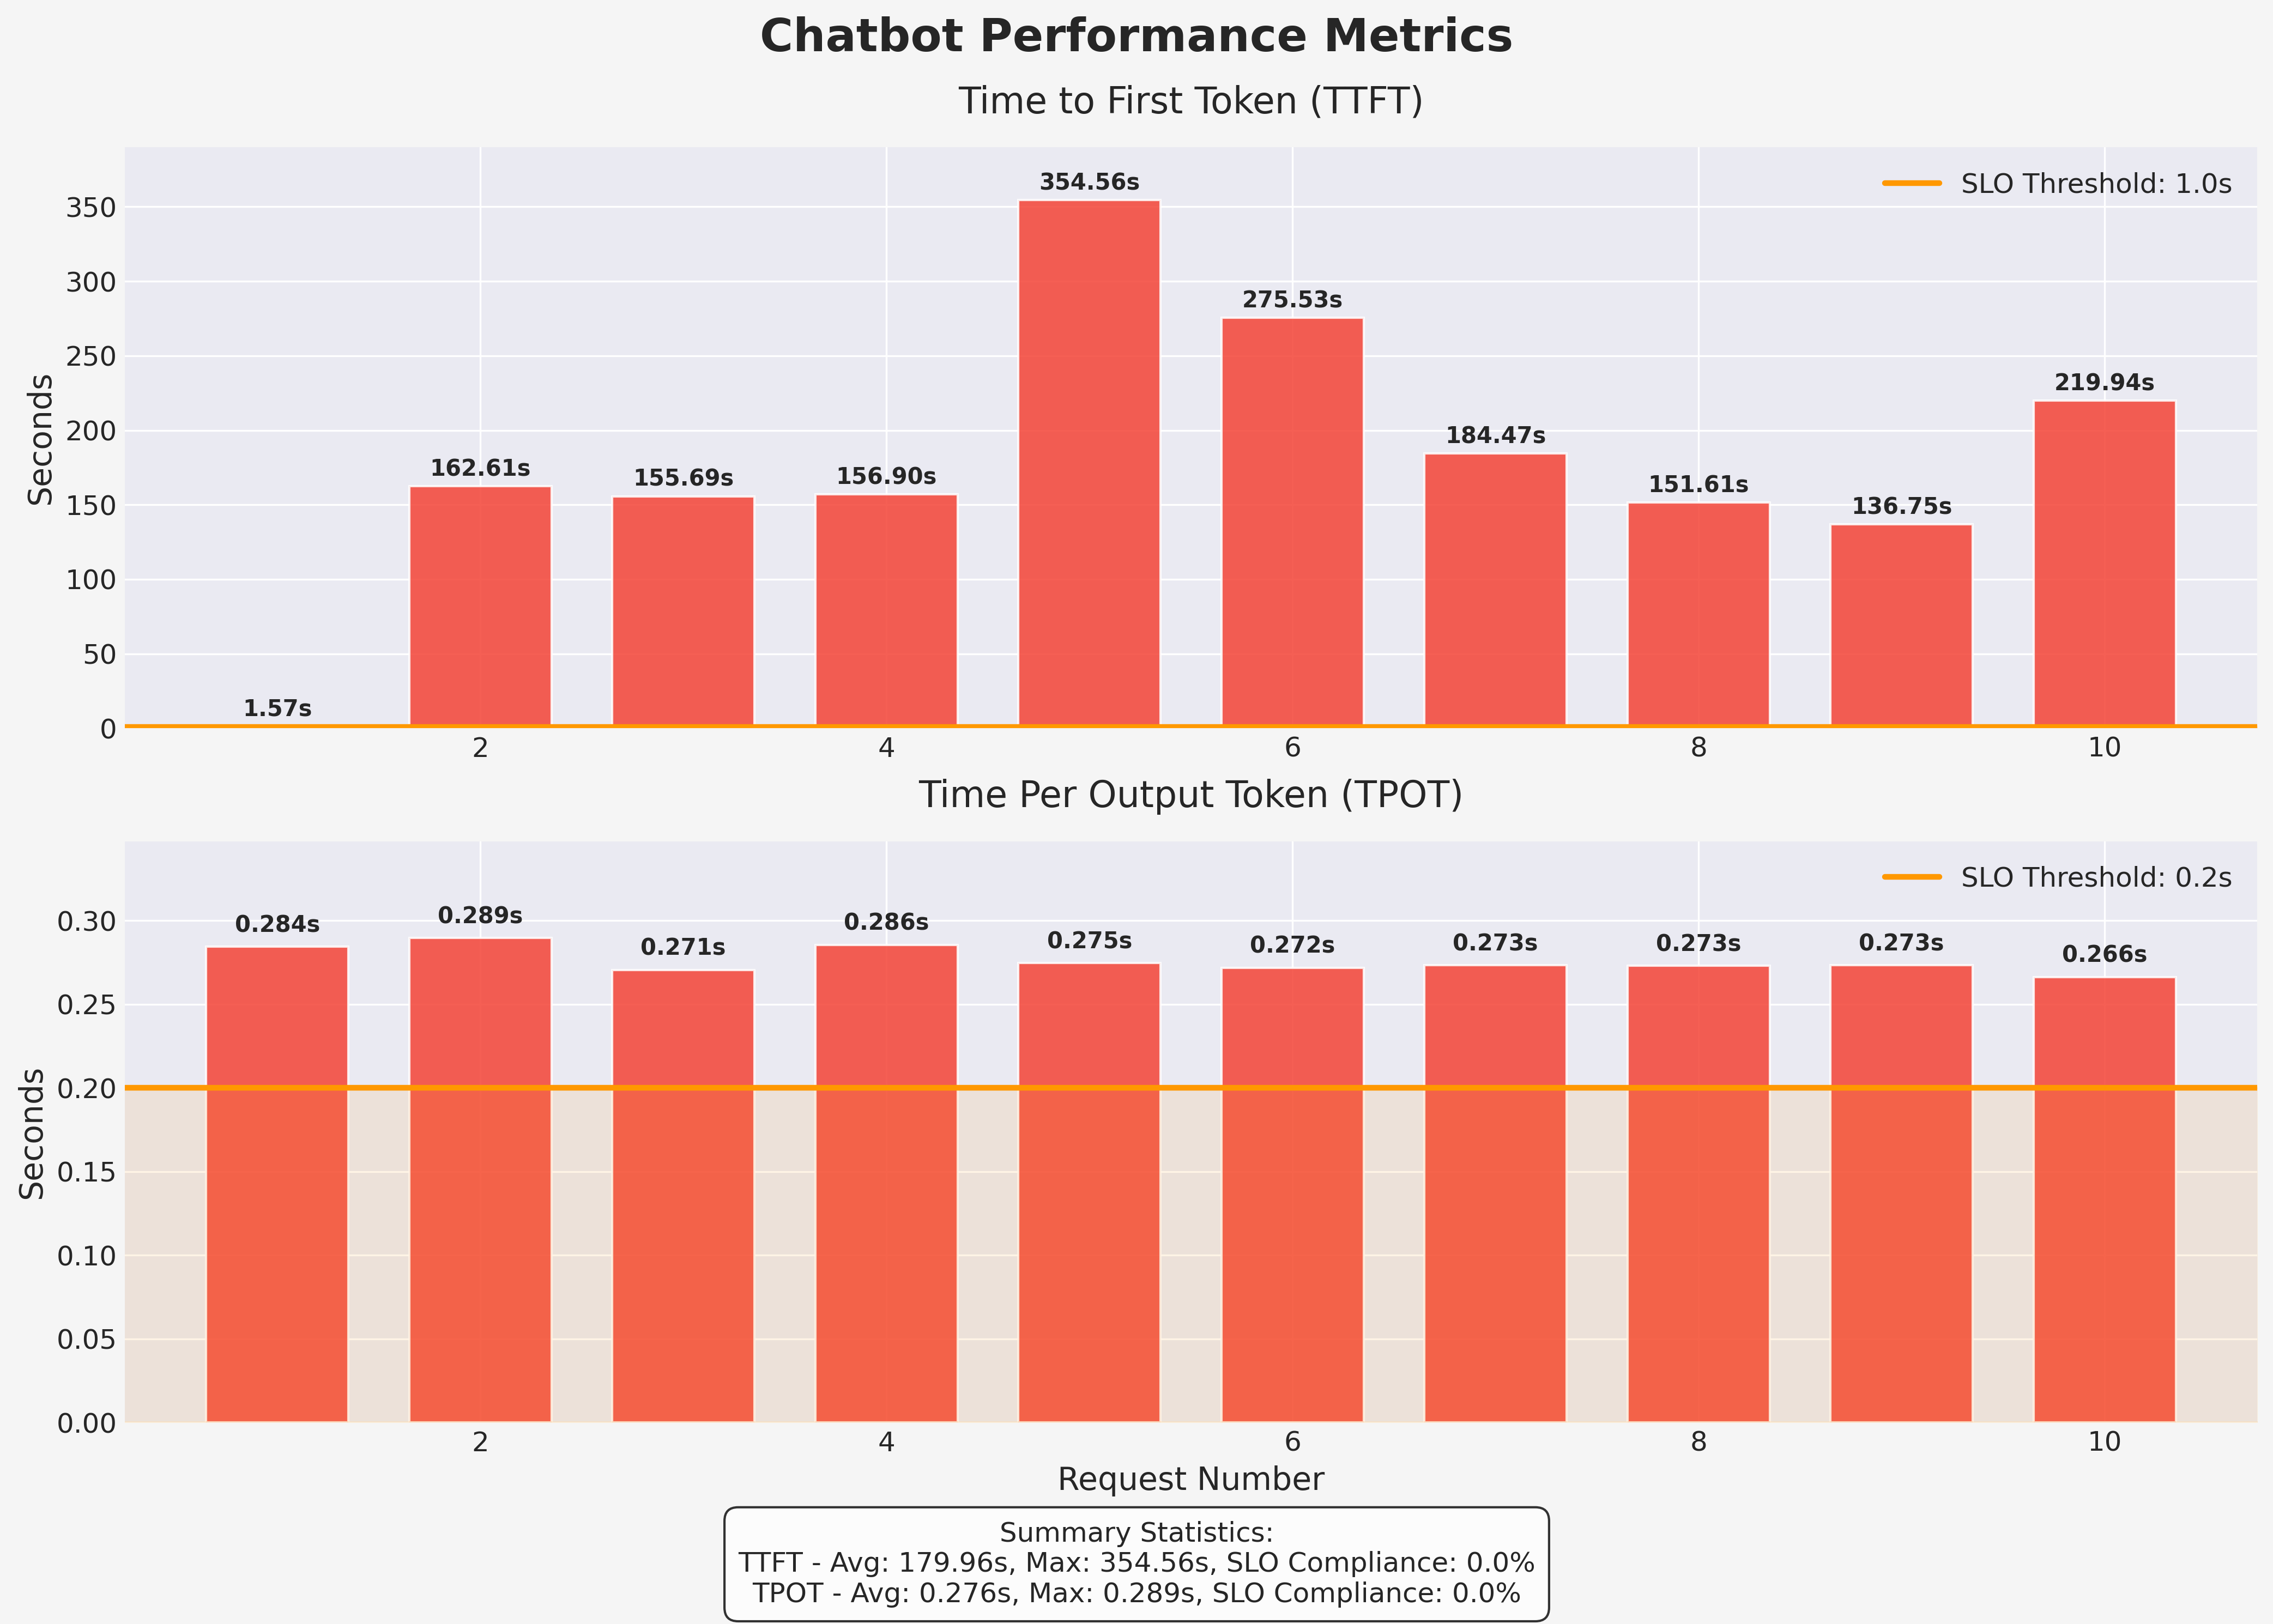 Chatbot Performance Metrics
Time to First Token (TTFT)
SLO Threshold: 1.0s
Seconds
350
300
250
200
150
100
50
0
1.57s
162.61s
155.69s
156.90s
354.56s
275.53s
184.47s
151.61s
136.75s
219.94s
2
4
6
8
10
Time Per Output Token (TPOT)
SLO Threshold: 0.2s
Seconds
0.30
0.25
0.20
0.15
0.10
0.05
0.00
0.284s
0.289s
0.271s
0.286s
0.275s
0.272s
0.273s
0.273s
0.273s
0.266s
2
4
6
8
10
Request Number
Summary Statistics:
TTFT - Avg: 179.96s, Max: 354.56s, SLO Compliance: 0.0%
TPOT - Avg: 0.276s, Max: 0.289s, SLO Compliance: 0.0%